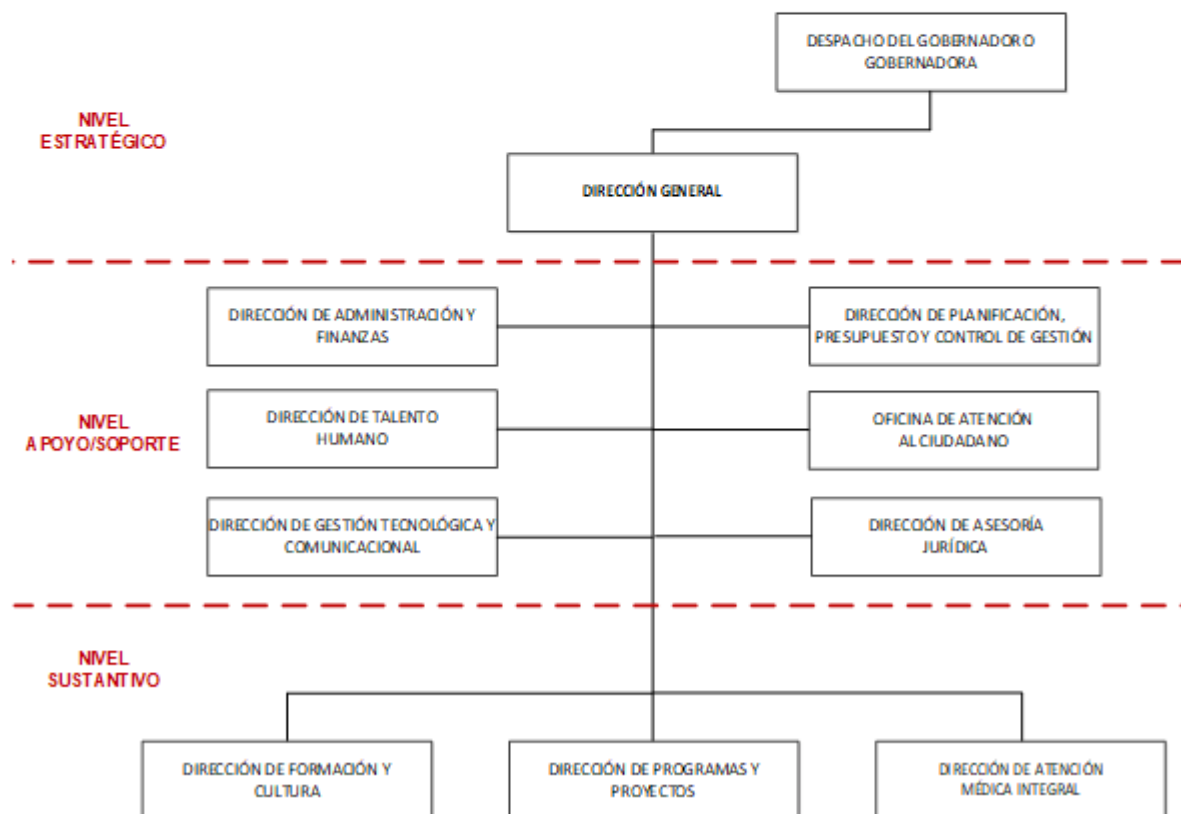 DESPACHO DEL GOBERNADOR O
GOBERNADORA
NIVEL
ESTRATÉGICO
DIRECCIÓN GENERAL
DIRECCIÓN DE ADMINISTRACIÓN Y
FINANZAS
DIRECCIÓN DE PLANIFICACIÓN,
PRESUPUESTO Y CONTROL DE GESTIÓN
NIVEL
APOYO/SOPORTE
DIRECCIÓN DE TALENTO
HUMANO
OFICINA DE ATENCIÓN
AL CIUDADANO
DIRECCIÓN DE GESTIÓN TECNOLÓGICA Y
COMUNICACIONAL
DIRECCIÓN DE ASESORÍA
JURÍDICA
NIVEL
SUSTANTIVO
DIRECCIÓN DE FORMACIÓN Y
CULTURA
DIRECCIÓN DE PROGRAMAS Y
PROYECTOS
DIRECCIÓN DE ATENCIÓN
MÉDICA INTEGRAL